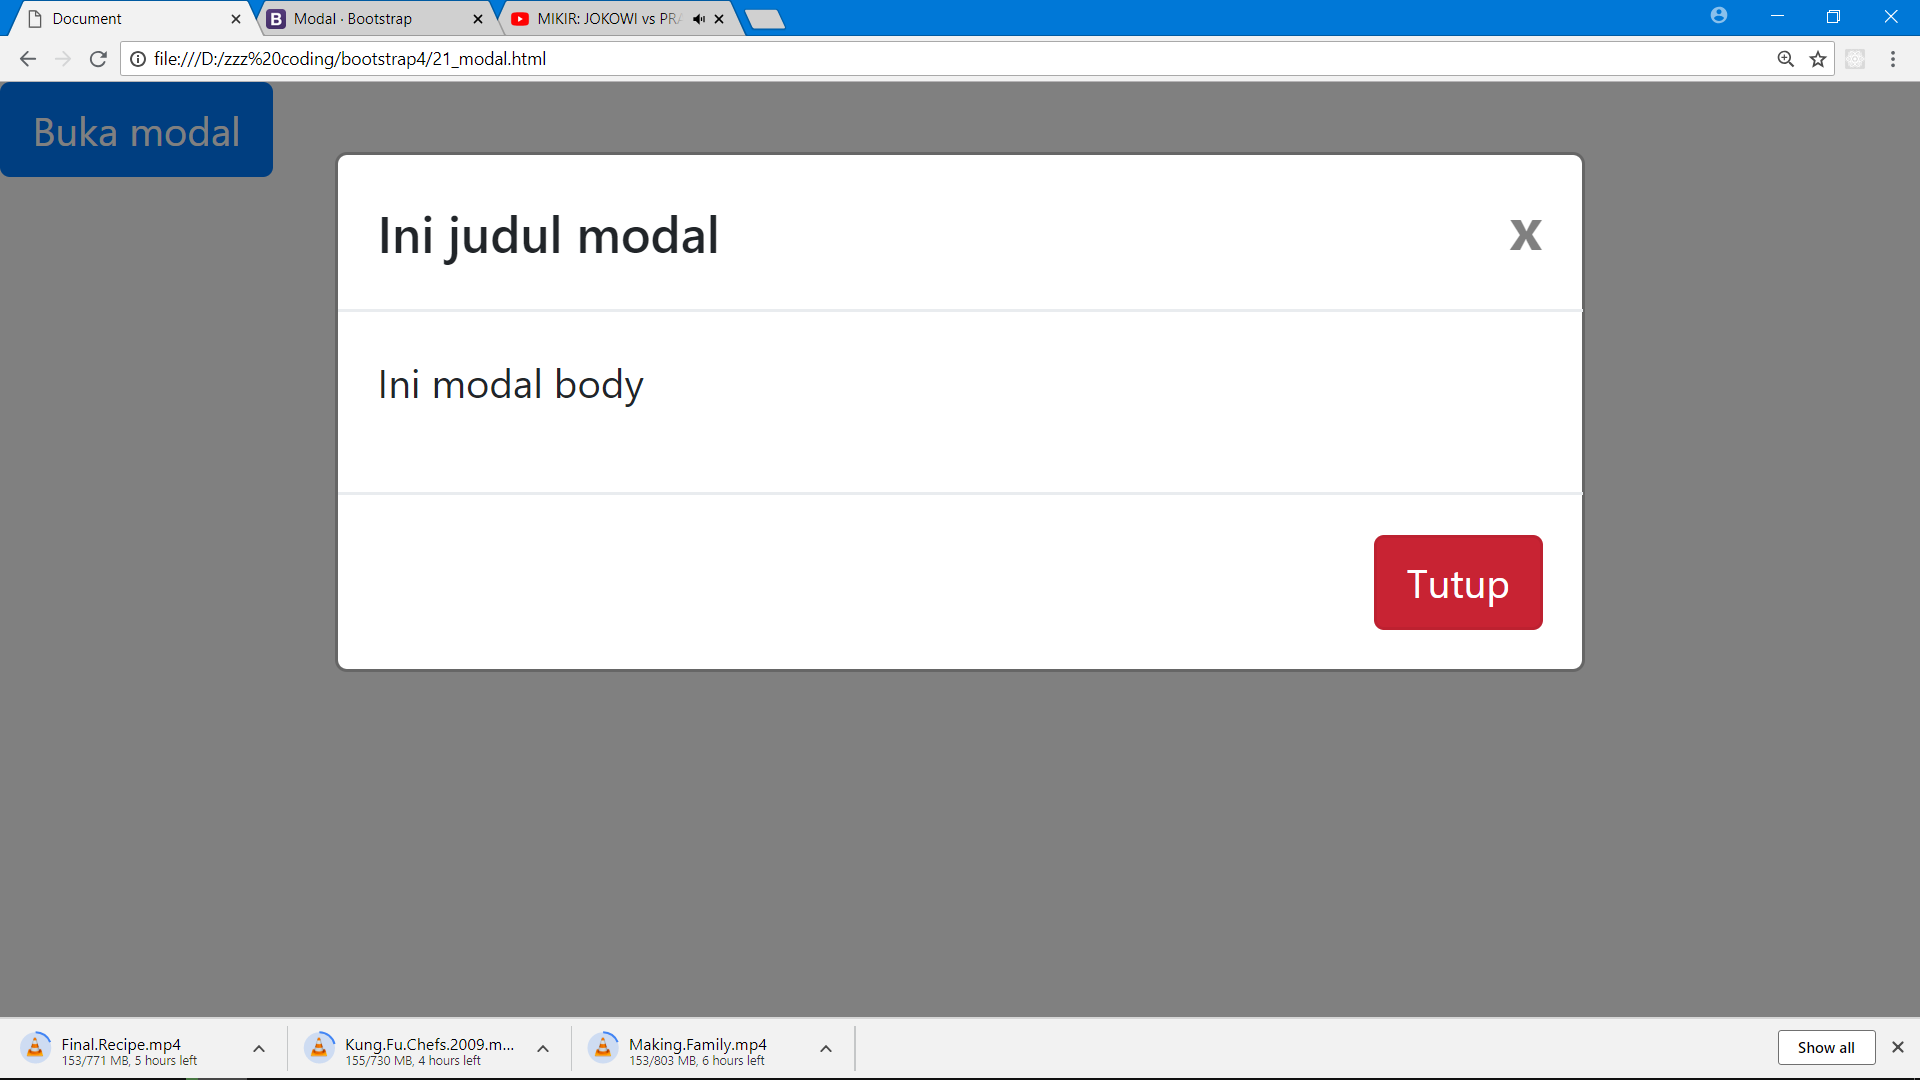 Document
Modal · Bootstrap
MIKIR: JOKOWI vs PR
file:///D:/zzz%20coding/bootstrap4/21_modal.html
Buka modal
Ini judul modal
x
Ini modal body
Tutup
Final.Recipe.mp4
153/771 MB, 5 hours left
Kung.Fu.Chefs.2009.m...
155/730 MB, 4 hours left
Making.Family.mp4
153/803 MB, 6 hours left
Show all